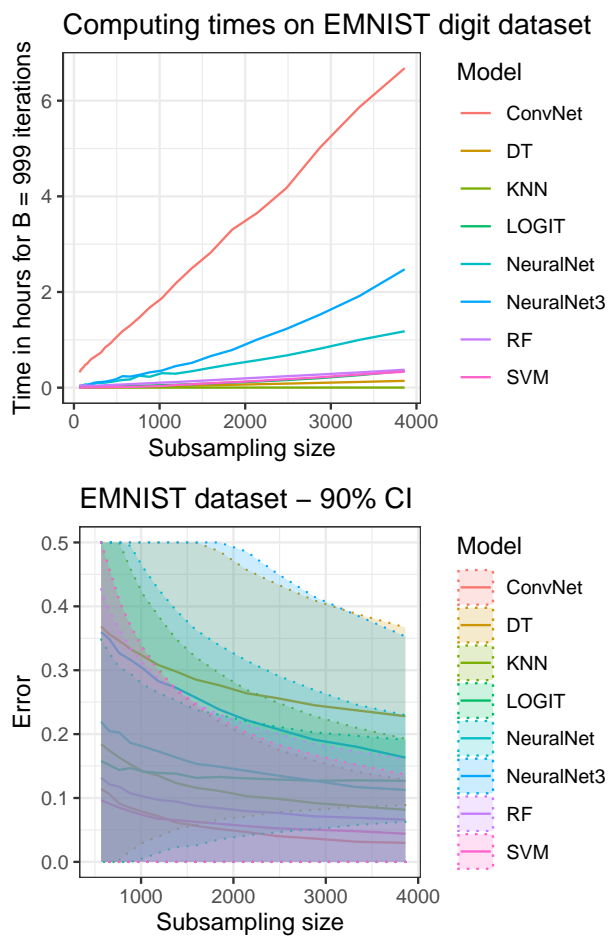 Computing times on EMNIST digit dataset
Time in hours for B = 999 iterations
6
4
2
0
0
1000
2000
3000
4000
Subsampling size
Model
ConvNet
DT
KNN
LOGIT
NeuralNet
NeuralNet3
RF
SVM
EMNIST dataset − 90% CI
Error
0.5
0.4
0.3
0.2
0.1
0.0
1000
2000
3000
4000
Subsampling size
Model
ConvNet
DT
KNN
LOGIT
NeuralNet
NeuralNet3
RF
SVM